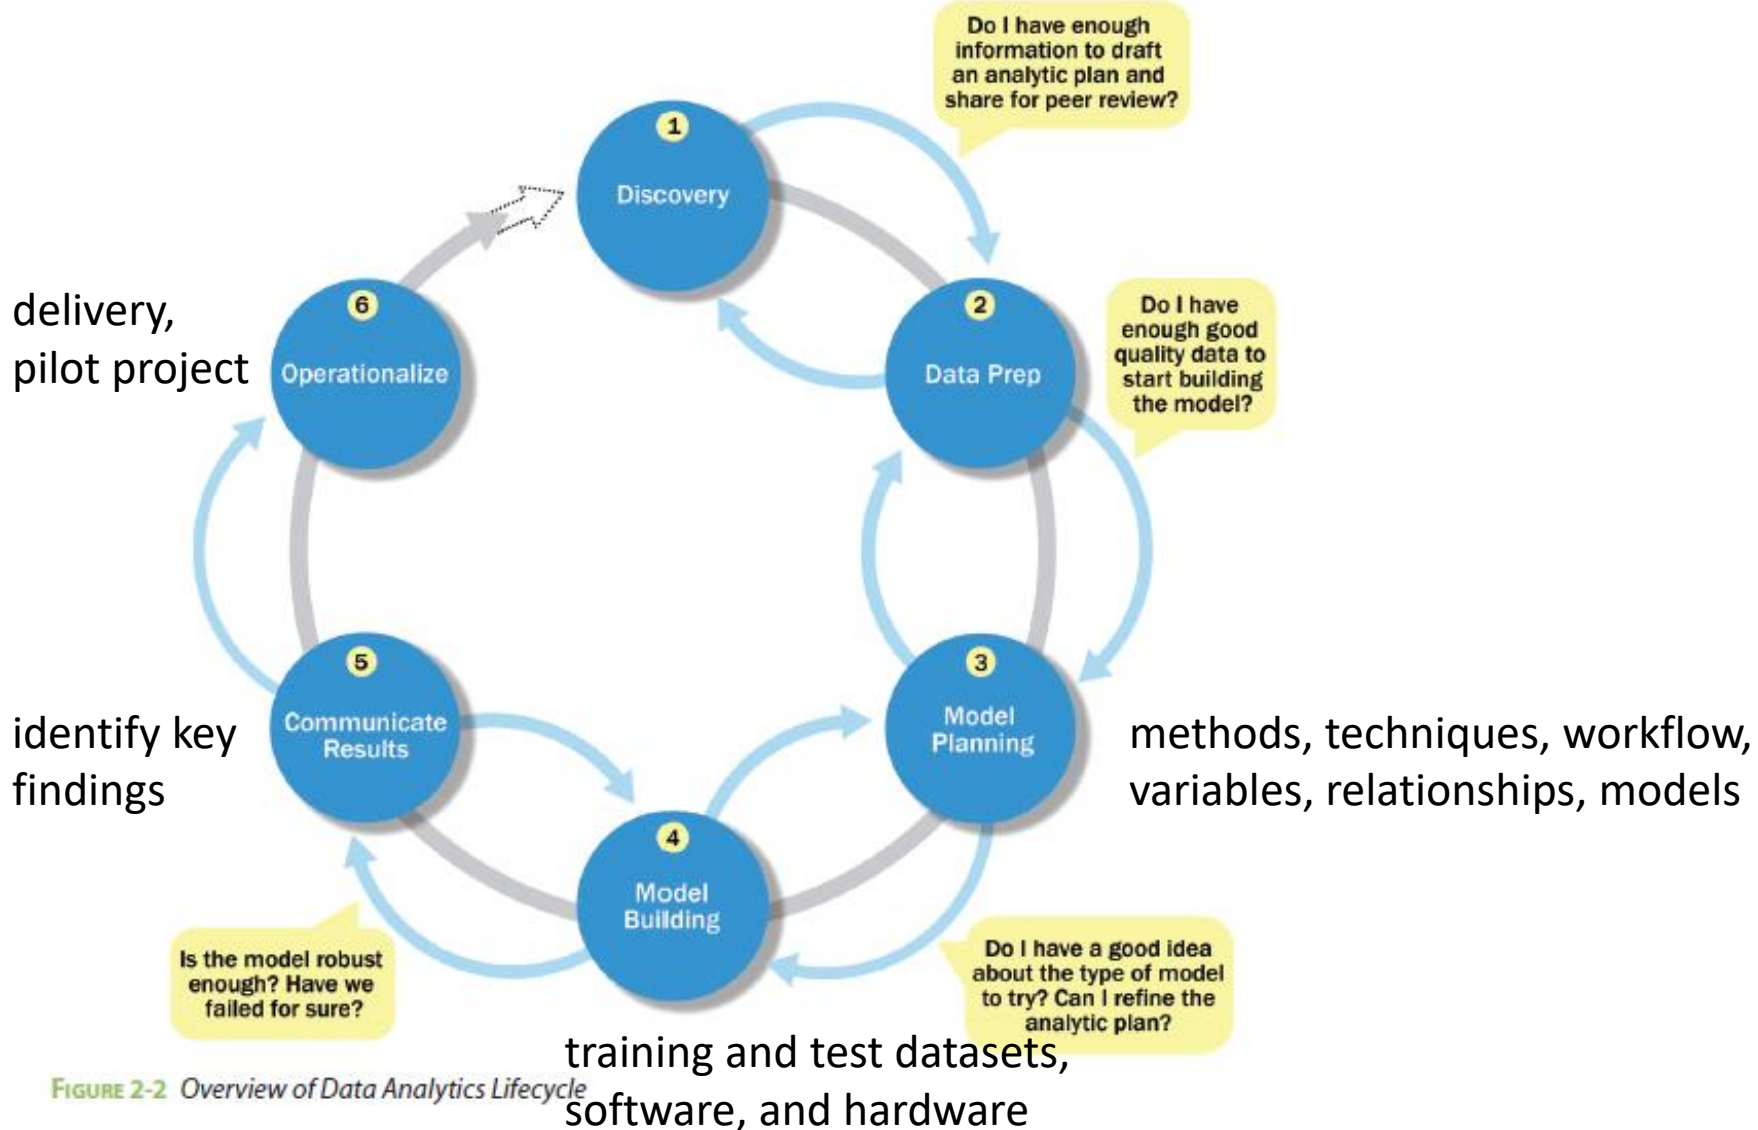 Do I have enough
information to draft
an analytic plan and
share for peer review?
1
Discovery
2
Data Prep
Do I have
enough good
quality data to
start building
the model?
delivery,
pilot project
6
Operationalize
3
Model
Planning
methods, techniques, workflow,
variables, relationships, models
identify key
findings
5
Communicate
Results
4
Model
Building
Do I have a good idea
about the type of model
to try? Can I refine the
analytic plan?
Is the model robust
enough? Have we
failed for sure?
training and test datasets,
software, and hardware
FIGURE 2-2 Overview of Data Analytics Lifecycle